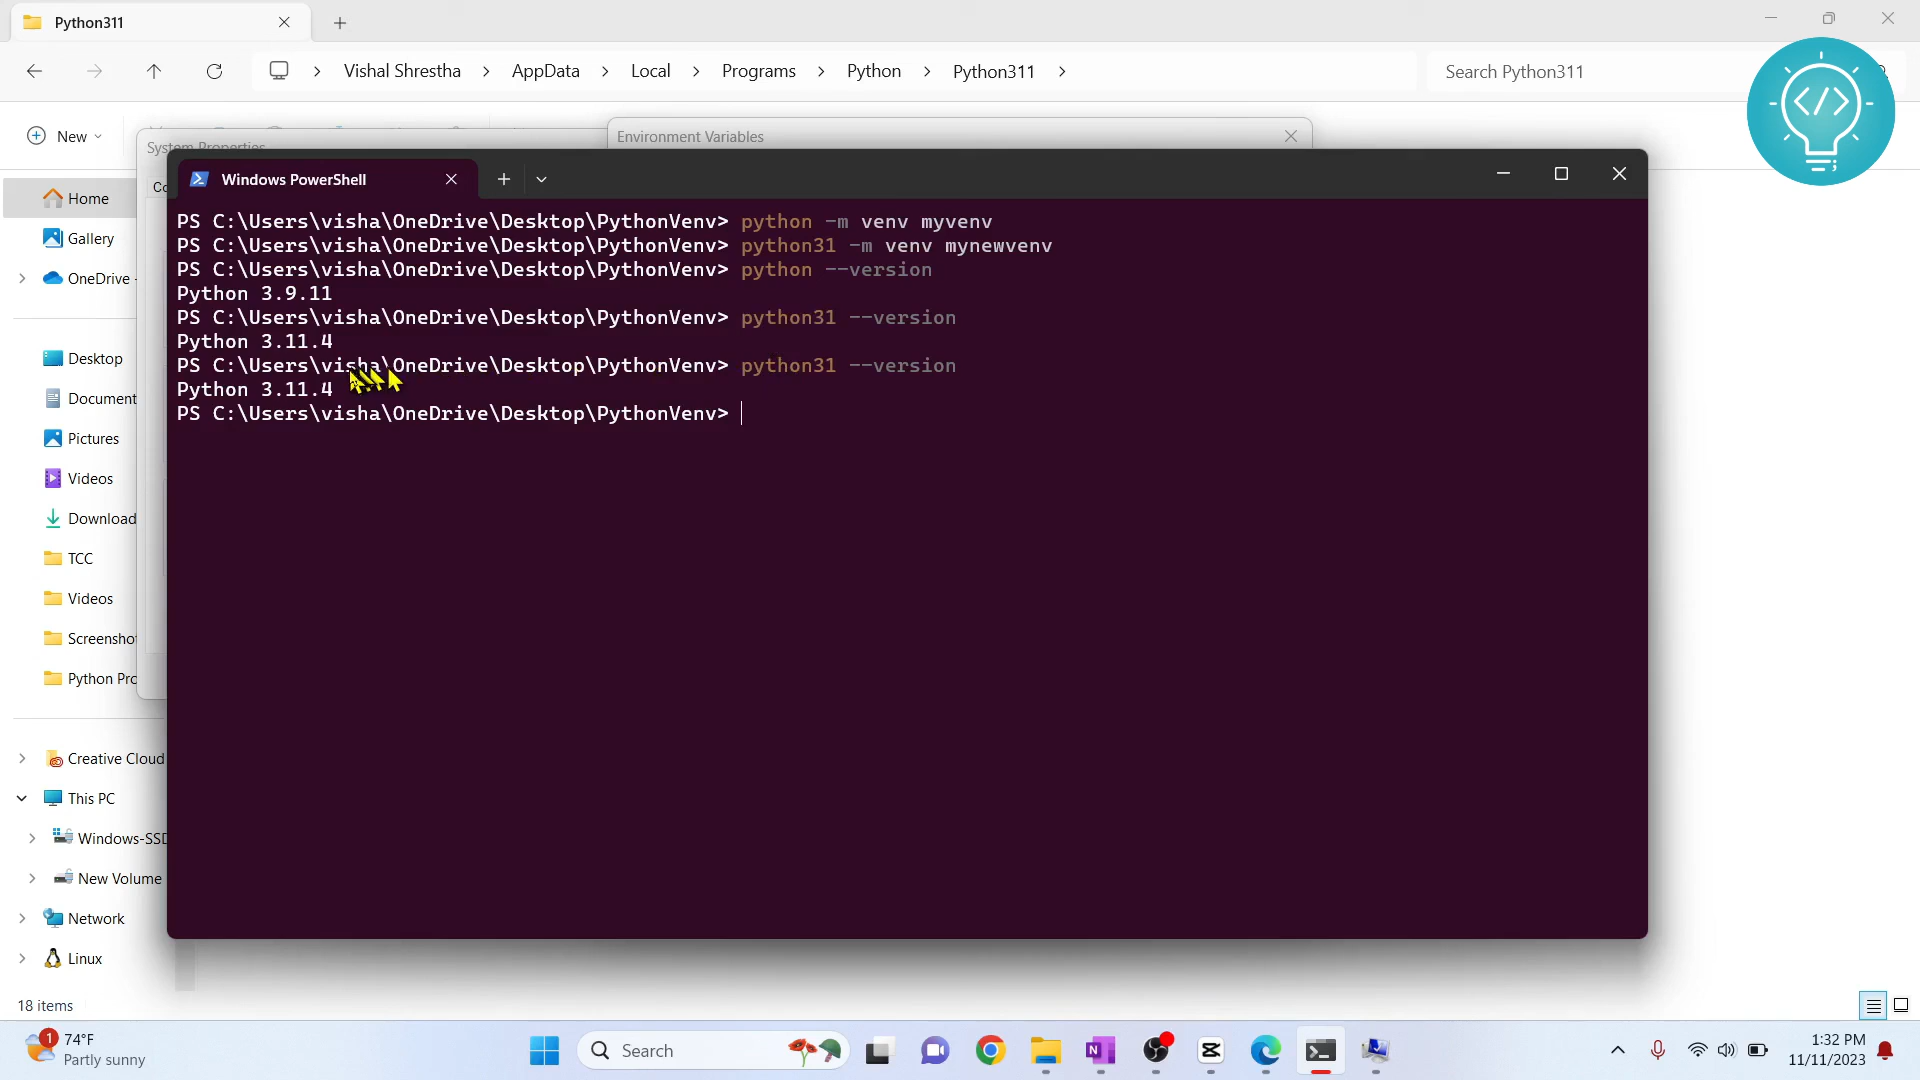 Python311
Vishal Shrestha > AppData > Local > Programs > Python > Python311 >
Search Python311
New
System Properties
Environment Variables
Co
Windows PowerShell
PS C:\Users\visha\OneDrive\Desktop\PythonVenv> python -m venv myvenv
PS C:\Users\visha\OneDrive\Desktop\PythonVenv> python31 -m venv mynewvenv
PS C:\Users\visha\OneDrive\Desktop\PythonVenv> python --version
Python 3.9.11
PS C:\Users\visha\OneDrive\Desktop\PythonVenv> python31 --version
Python 3.11.4
PS C:\Users\visha\OneDrive\Desktop\PythonVenv> python31 --version
Python 3.11.4
PS C:\Users\visha\OneDrive\Desktop\PythonVenv>
Home
Gallery
OneDrive -
Desktop
Document
Pictures
Videos
Download
TCC
Videos
Screensho
Python Pro
Creative Cloud
This PC
Windows-SSD
New Volume
Network
Linux
18 items
</> ;
1
74°F
Partly sunny
Search
1:32 PM
11/11/2023